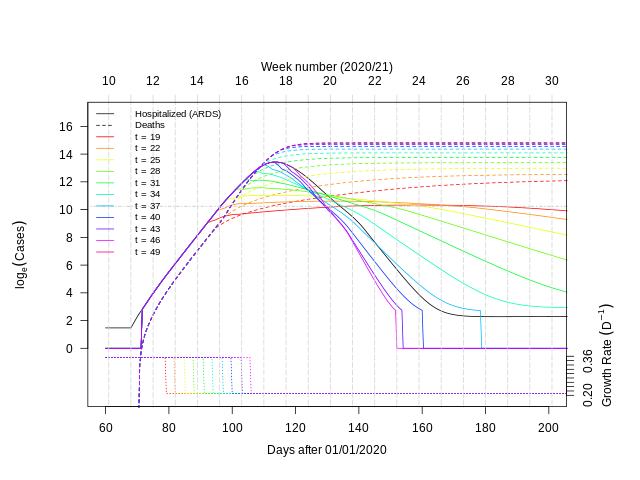 Week number (2020/21)
10 11 12 14 16 18 20 22 24 26 28 30
Hospitalized (ARDS)
Deaths
t = 19
t = 22
t = 25
t = 28
t = 31
t = 34
t = 37
t = 40
t = 43
t = 46
t = 49
16
14
12
10
8
6
4
2
0
logₑ(Cases)
0.36
0.20
Growth Rate (D⁻¹)
60 80 100 120 140 160 180 200
Days after 01/01/2020